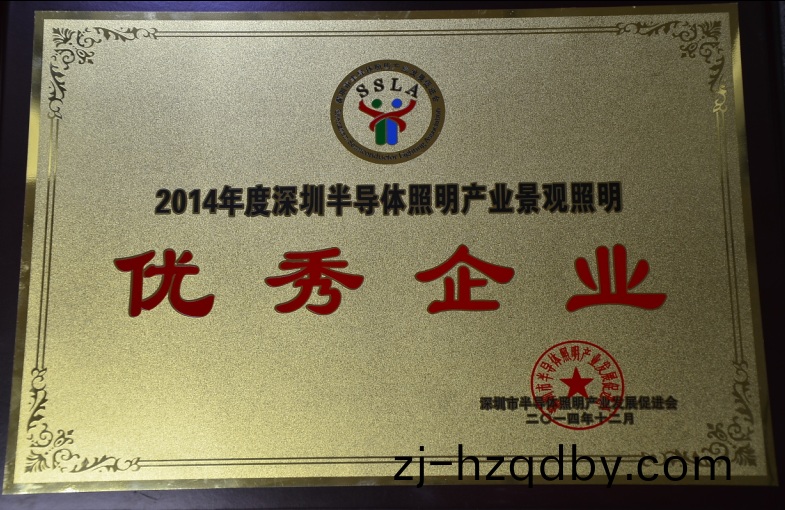 SSLA
2014年度深圳半导体照明产业景观照明
优秀企业
深圳市半导体照明产业发展促进会
二〇一四年十二月
zj-hzqdby.com